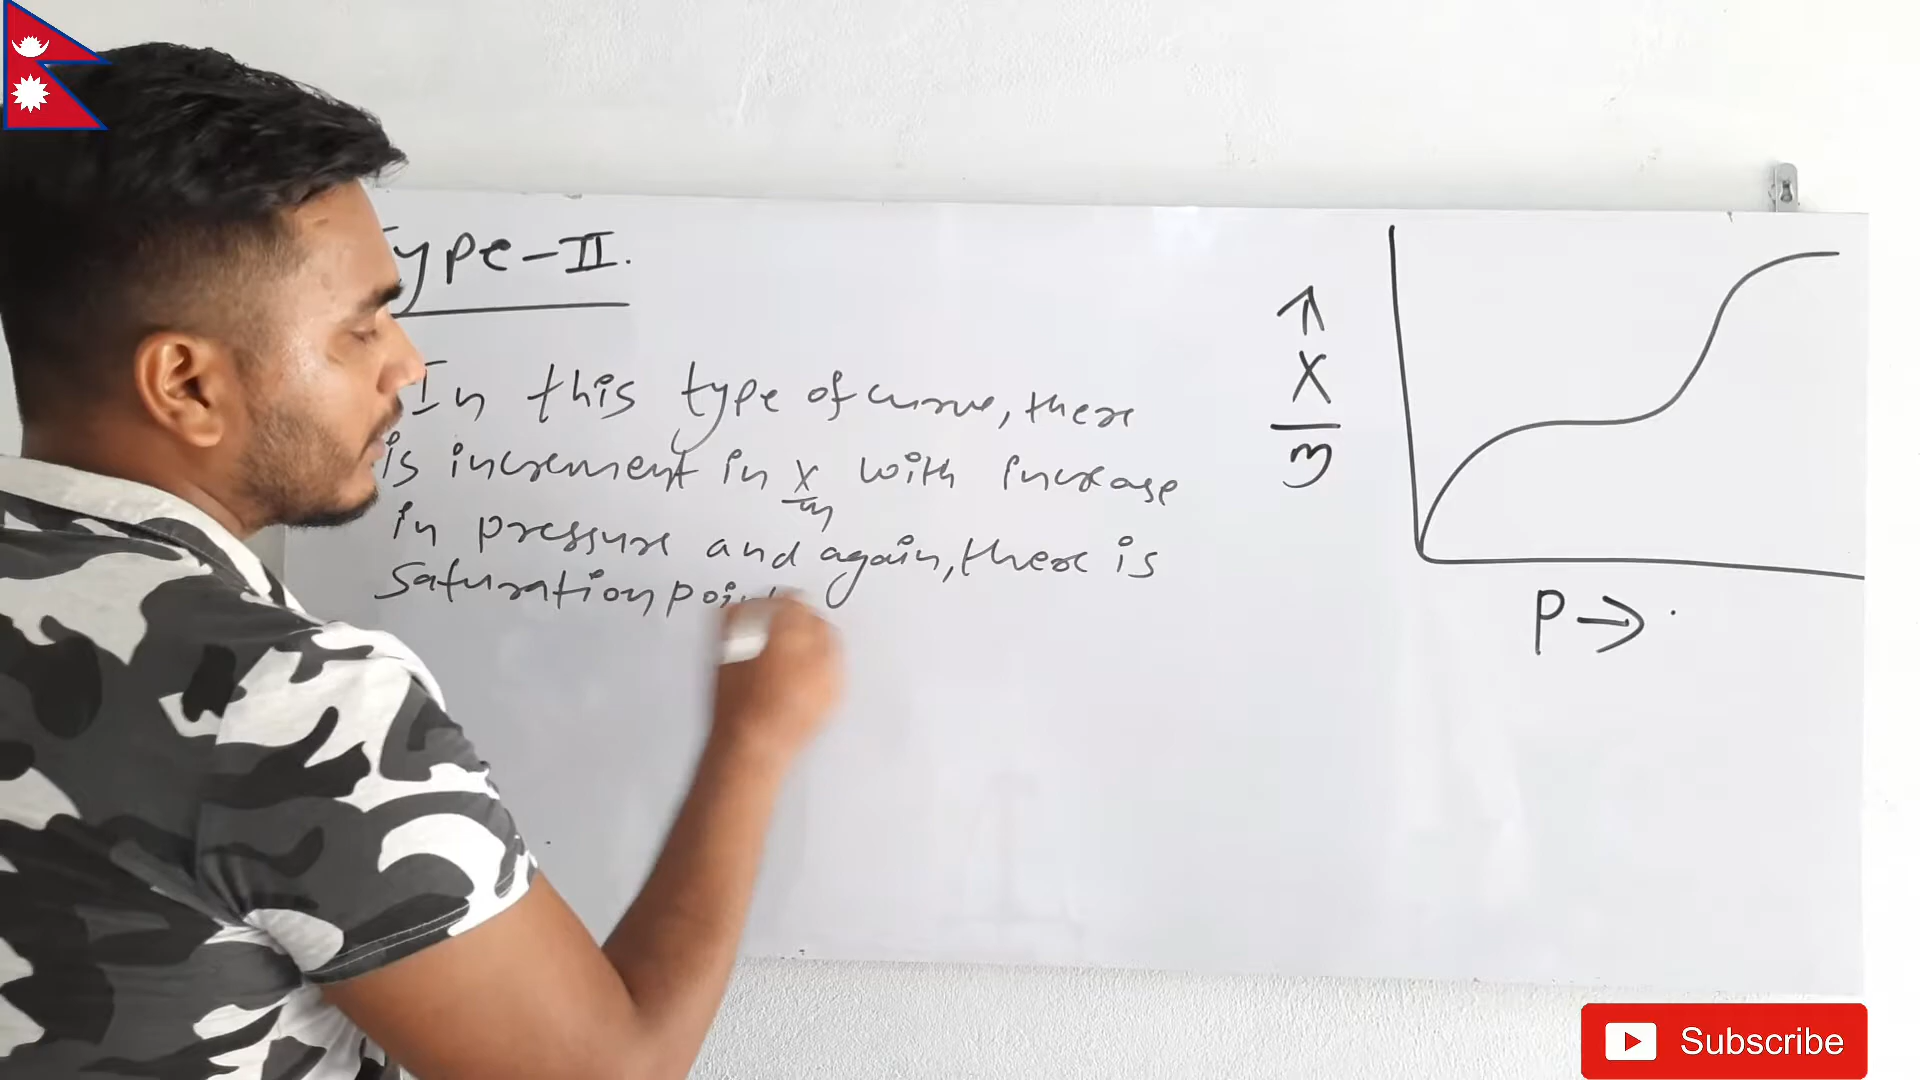 Type-II.
In this type of curve, there
is increment in x/m with increase
in pressure and again, there is
Saturation point
↑
X
m
P →
Subscribe